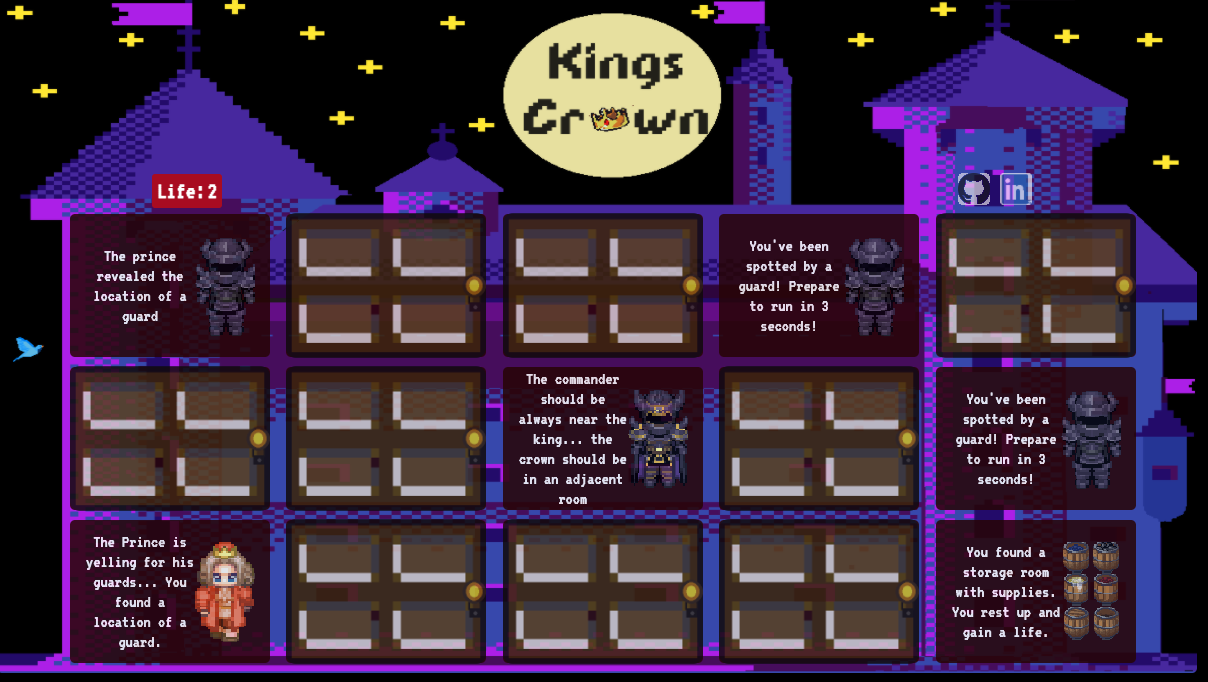 Kings
Crown
Life:2
in
The prince
revealed the
location of a
guard
You've been
spotted by a
guard! Prepare
to run in 3
seconds!
The commander
should be
always near the
king... the
crown should be
in an adjacent
room
You've been
spotted by a
guard! Prepare
to run in 3
seconds!
The Prince is
yelling for his
guards... You
found a
location of a
guard.
You found a
storage room
with supplies.
You rest up and
gain a life.